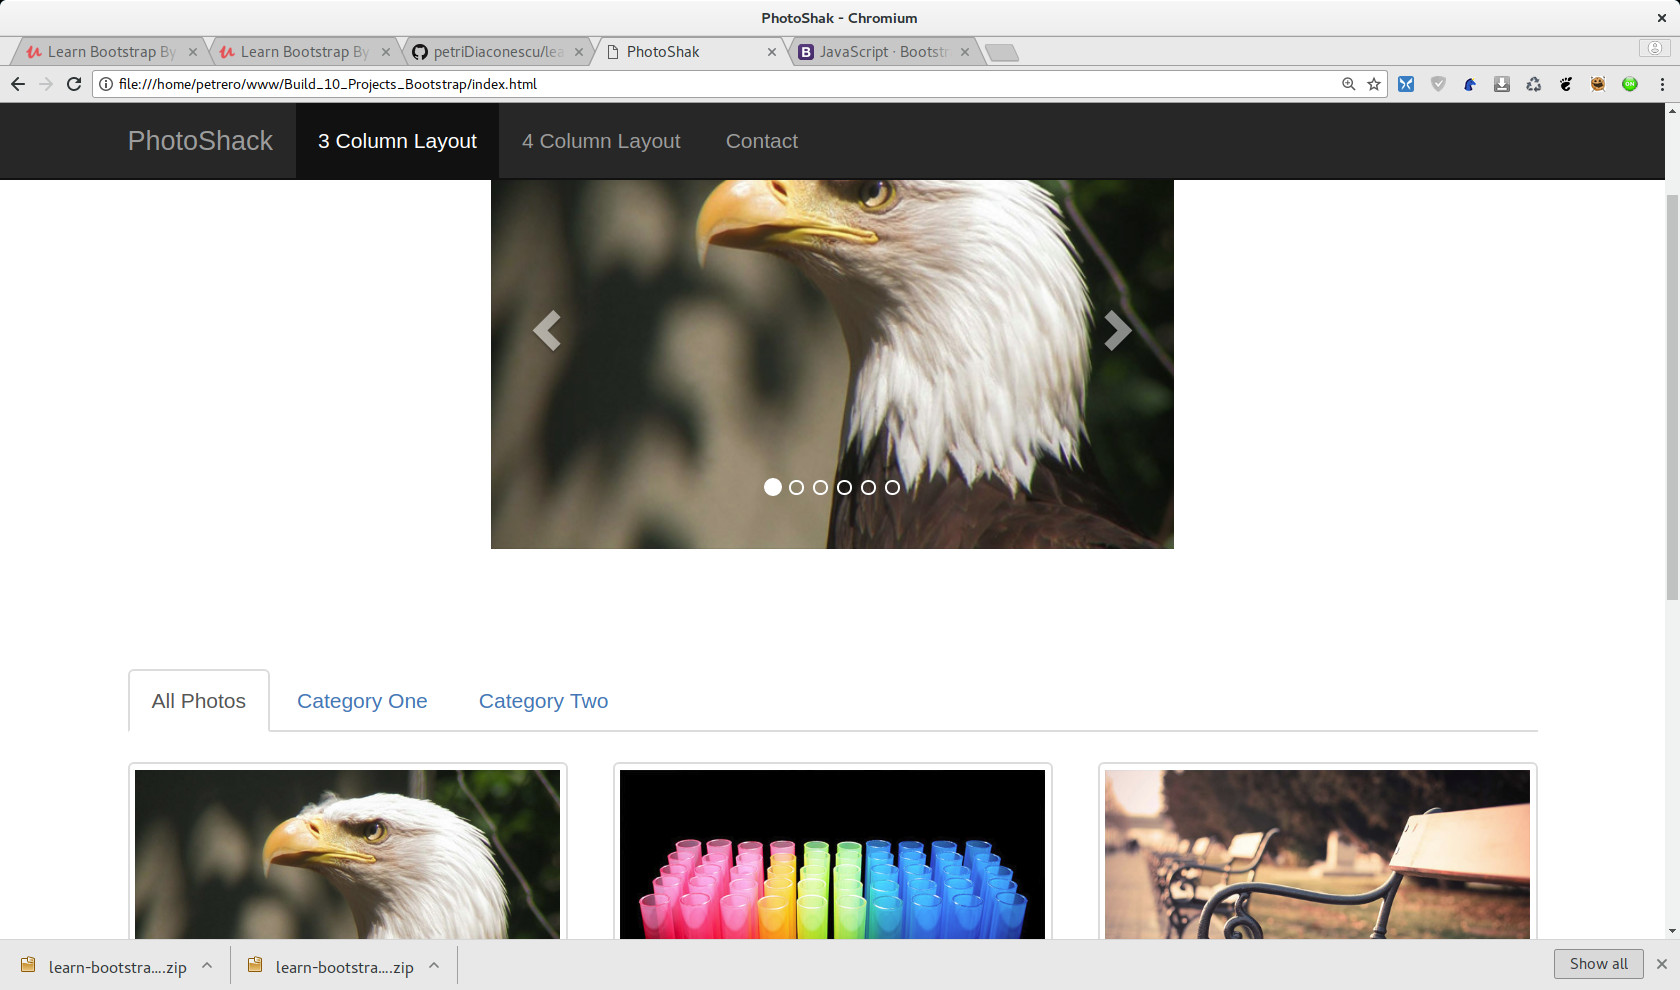 PhotoShak - Chromium
Learn Bootstrap By
Learn Bootstrap By
petriDiaconescu/lea
PhotoShak
JavaScript · Bootstr
file:///home/petrero/www/Build_10_Projects_Bootstrap/index.html
PhotoShack
3 Column Layout
4 Column Layout
Contact
All Photos
Category One
Category Two
learn-bootstra....zip
learn-bootstra....zip
Show all